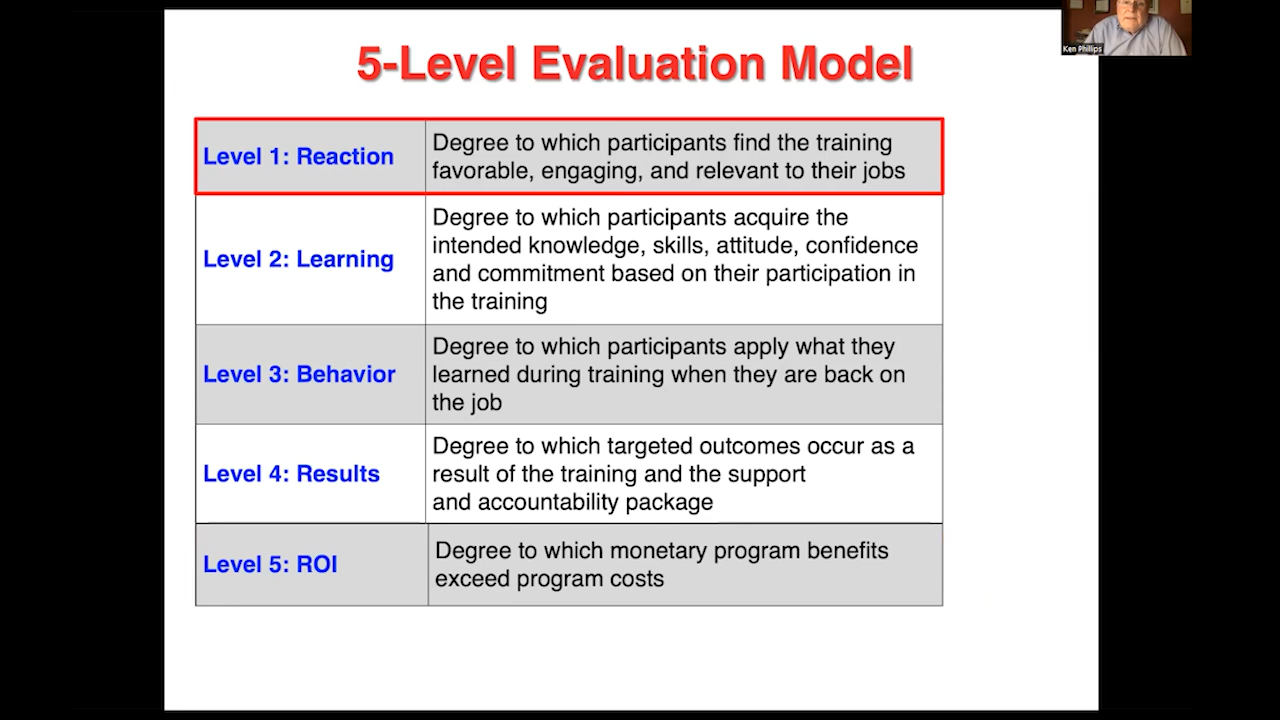 5-Level Evaluation Model
Ken Phillips
Level 1: Reaction
Degree to which participants find the training
favorable, engaging, and relevant to their jobs
Level 2: Learning
Degree to which participants acquire the
intended knowledge, skills, attitude, confidence
and commitment based on their participation in
the training
Level 3: Behavior
Degree to which participants apply what they
learned during training when they are back on
the job
Level 4: Results
Degree to which targeted outcomes occur as a
result of the training and the support
and accountability package
Level 5: ROI
Degree to which monetary program benefits
exceed program costs